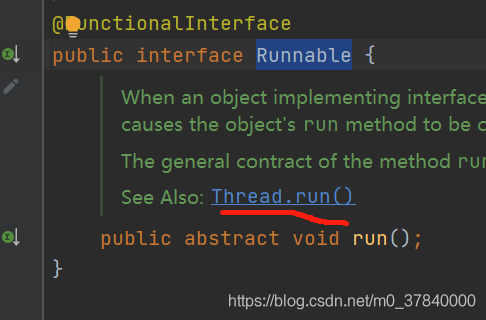 @FunctionalInterface
public interface Runnable {
When an object implementing interface
causes the object's run method to be
The general contract of the method
See Also: Thread.run()
public abstract void run();
}
https://blog.csdn.net/m0_37840000